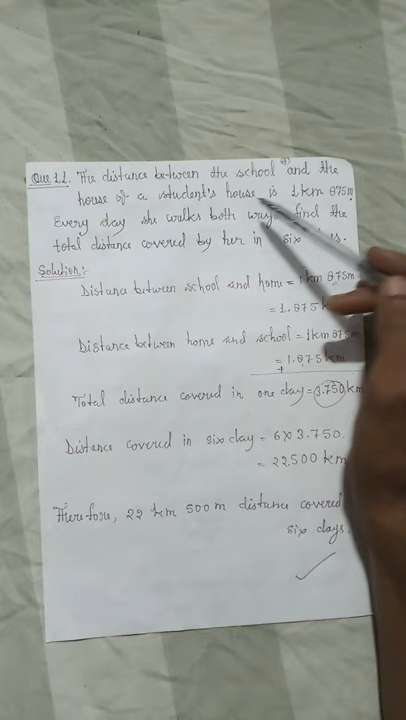 Que 11. The distance between the school and the
house of a student's house is 1km 875m
Every day she walks both ways find the
total distance covered by her in six
Solution:-
Distance between school and home = 1km 875m
= 1.875 k
Distance between home and school = 1km 875m
= 1.875 km
+
Total distance covered in one day = 3.750 km
Distance covered in six day = 6X 3.750.
= 22.500 km
Therefore, 22 km 500 m distance covered
six days.